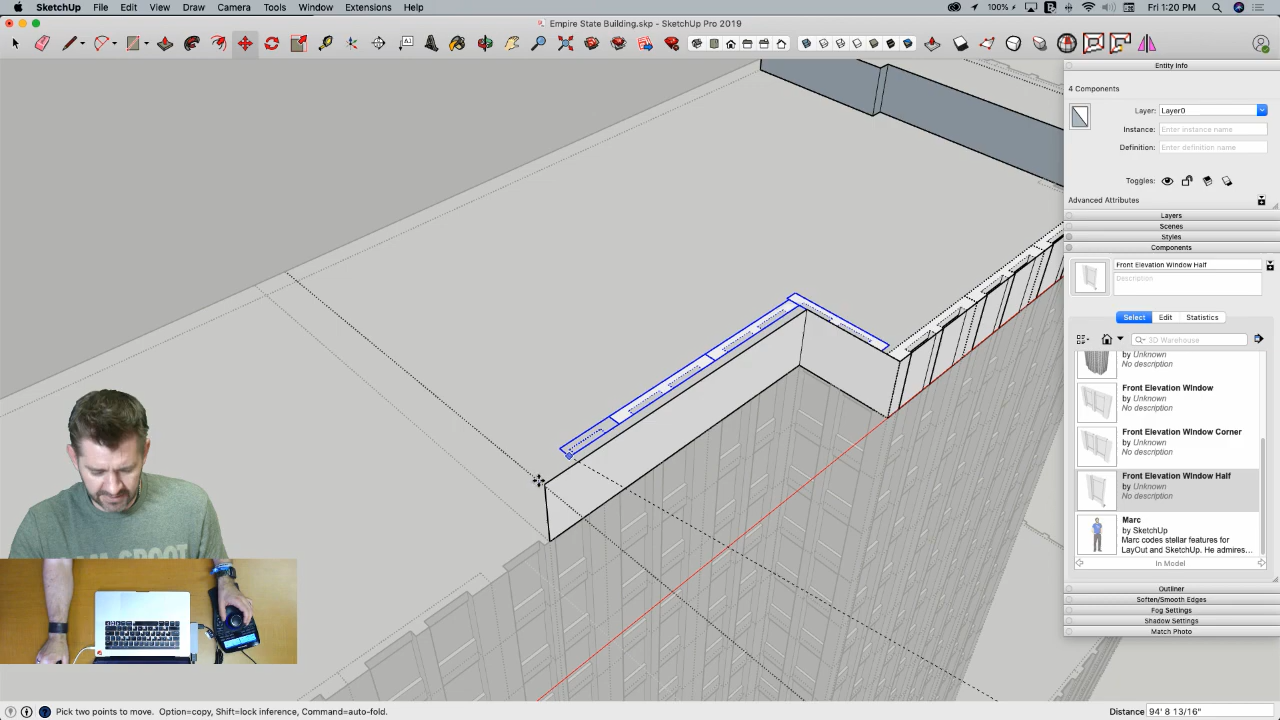 SketchUp File Edit View Draw Camera Tools Window Extensions Help 100% Fri 1:20 PM
Empire State Building.skp - SketchUp Pro 2019
Entity Info
4 Components
Layer: Layer0
Instance: Enter instance name
Definition: Enter definition name
Toggles:
Advanced Attributes
Layers
Scenes
Styles
Components
Front Elevation Window Half
Description
Select Edit Statistics
3D Warehouse
by Unknown
No description
Front Elevation Window
by Unknown
No description
Front Elevation Window Corner
by Unknown
No description
Front Elevation Window Half
by Unknown
No description
Marc
by SketchUp
Marc codes stellar features for
LayOut and SketchUp. He admires...
In Model
Outliner
Soften/Smooth Edges
Fog Settings
Shadow Settings
Match Photo
Pick two points to move. Option=copy, Shift=lock inference, Command=auto-fold.
Distance 94' 8 13/16"